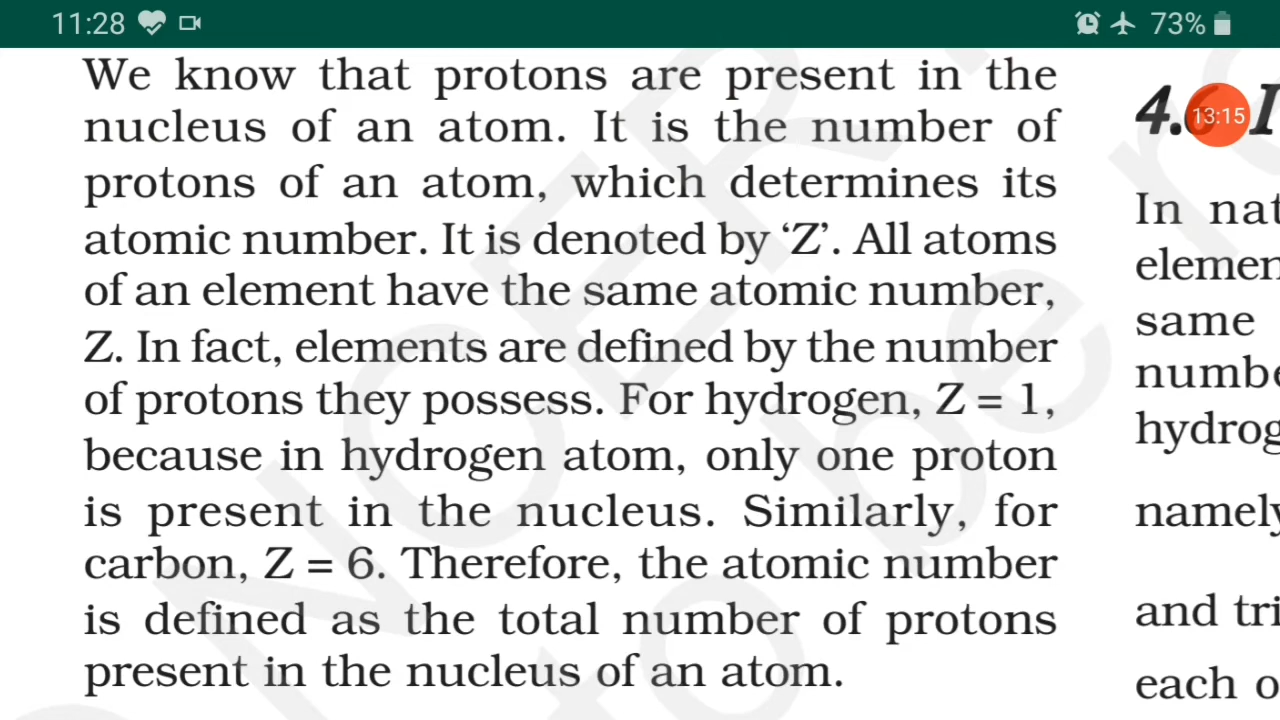 11:28
73%
We know that protons are present in the
nucleus of an atom. It is the number of
protons of an atom, which determines its
atomic number. It is denoted by ‘Z’. All atoms
of an element have the same atomic number,
Z. In fact, elements are defined by the number
of protons they possess. For hydrogen, Z = 1,
because in hydrogen atom, only one proton
is present in the nucleus. Similarly, for
carbon, Z = 6. Therefore, the atomic number
is defined as the total number of protons
present in the nucleus of an atom.
4.6 I
13:15
In nat
elemen
same
numbe
hydrog
namely
and tri
each o